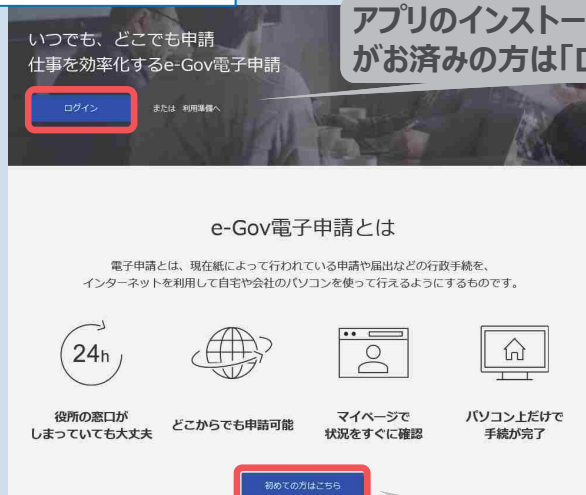 アプリのインストー
がお済みの方は「ロ
いつでも、どこでも申請
仕事を効率化するe-Gov電子申請
ログイン
または 利用準備へ
e-Gov電子申請とは
電子申請とは、現在紙によって行われている申請や届出などの行政手続を、
インターネットを利用して自宅や会社のパソコンを使って行えるようにするものです。
24h
役所の窓口が
しまっていても大丈夫
どこからでも申請可能
マイページで
状況をすぐに確認
パソコン上だけで
手続が完了
初めての方はこちら